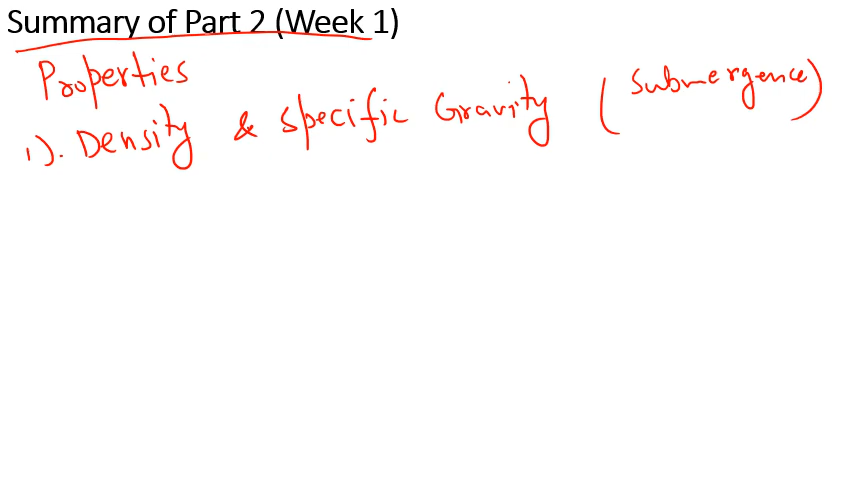 Summary of Part 2 (Week 1)
Properties
1). Density & Specific Gravity (Submergence)